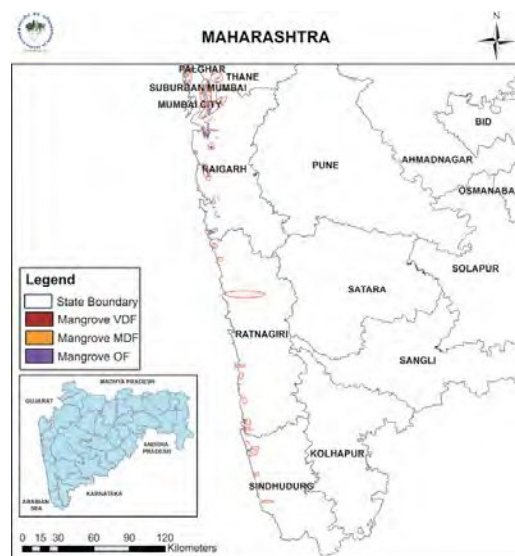 MAHARASHTRA
N
PALGHAR
THANE
SUBURBAN MUMBAI
MUMBAI CITY
BID
RAIGARH
PUNE
AHMADNAGAR
OSMANABA
SOLAPUR
SATARA
RATNAGIRI
SANGLI
KOLHAPUR
SINDHUDURG
Legend
State Boundary
Mangrove VDF
Mangrove MDF
Mangrove OF
MADHYA PRADESH
GUJARAT
ANDHRA
PRADESH
KARNATAKA
ARABIAN
SEA
0 15 30 60 90 120
Kilometers